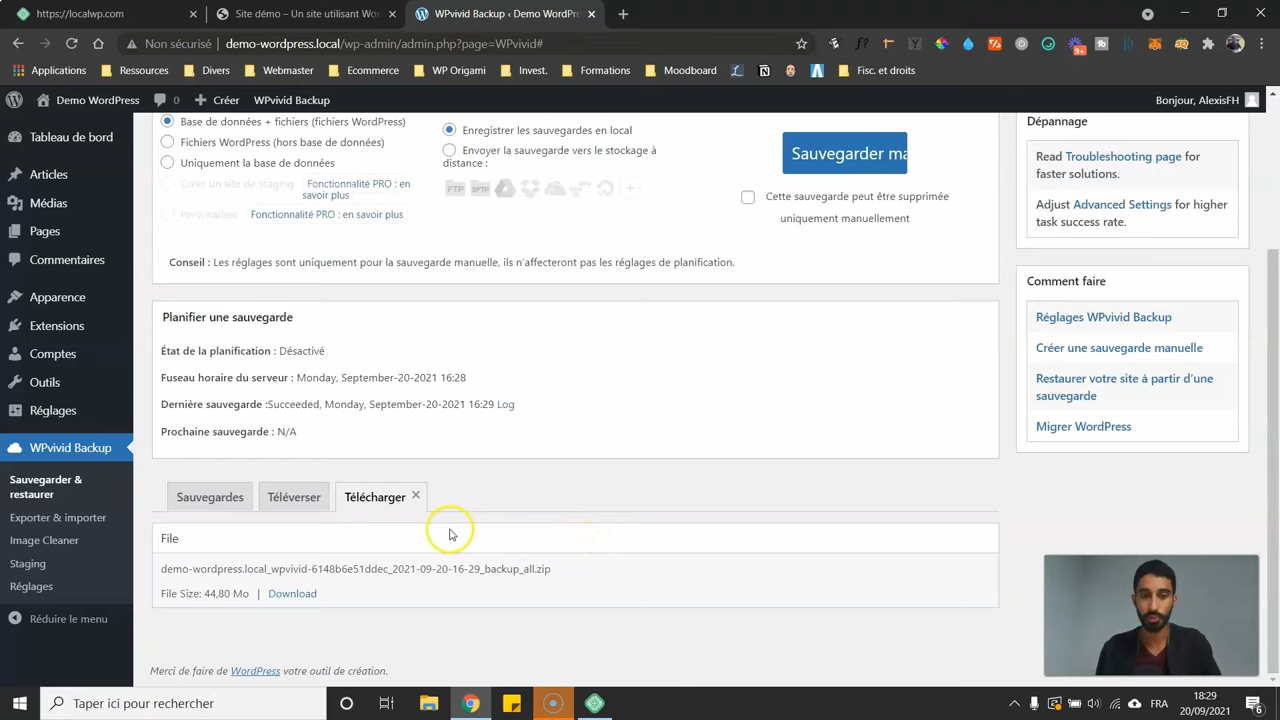 https://localwp.com
Site démo – Un site utilisant Wor
WPvivid Backup ‹ Demo WordPre
Non sécurisé
demo-wordpress.local/wp-admin/admin.php?page=WPvivid#
9+
Applications
Ressources
Divers
Webmaster
Ecommerce
WP Origami
Invest.
Formations
Moodboard
Fisc. et droits
Demo WordPress
0
Créer
WPvivid Backup
Bonjour, AlexisFH
Tableau de bord
Articles
Médias
Pages
Commentaires
Apparence
Extensions
Comptes
Outils
Réglages
WPvivid Backup
Sauvegarder &
restaurer
Exporter & importer
Image Cleaner
Staging
Réglages
Réduire le menu
Base de données + fichiers (fichiers WordPress)
Fichiers WordPress (hors base de données)
Uniquement la base de données
Créer un site de staging
Fonctionnalité PRO : en
savoir plus
Personaliser
Fonctionnalité PRO : en savoir plus
Enregistrer les sauvegardes en local
Envoyer la sauvegarde vers le stockage à
distance :
FTP
SFTP
Sauvegarder ma
Cette sauvegarde peut être supprimée
uniquement manuellement
Conseil : Les réglages sont uniquement pour la sauvegarde manuelle, ils n’affecteront pas les réglages de planification.
Planifier une sauvegarde
État de la planification : Désactivé
Fuseau horaire du serveur : Monday, September-20-2021 16:28
Dernière sauvegarde :Succeeded, Monday, September-20-2021 16:29 Log
Prochaine sauvegarde : N/A
Sauvegardes
Téléverser
Télécharger
File
demo-wordpress.local_wpvivid-6148b6e51ddec_2021-09-20-16-29_backup_all.zip
File Size: 44,80 Mo | Download
Merci de faire de WordPress votre outil de création.
Dépannage
Read Troubleshooting page for
faster solutions.
Adjust Advanced Settings for higher
task success rate.
Comment faire
Réglages WPvivid Backup
Créer une sauvegarde manuelle
Restaurer votre site à partir d’une
sauvegarde
Migrer WordPress
Taper ici pour rechercher
FRA
18:29
20/09/2021
6